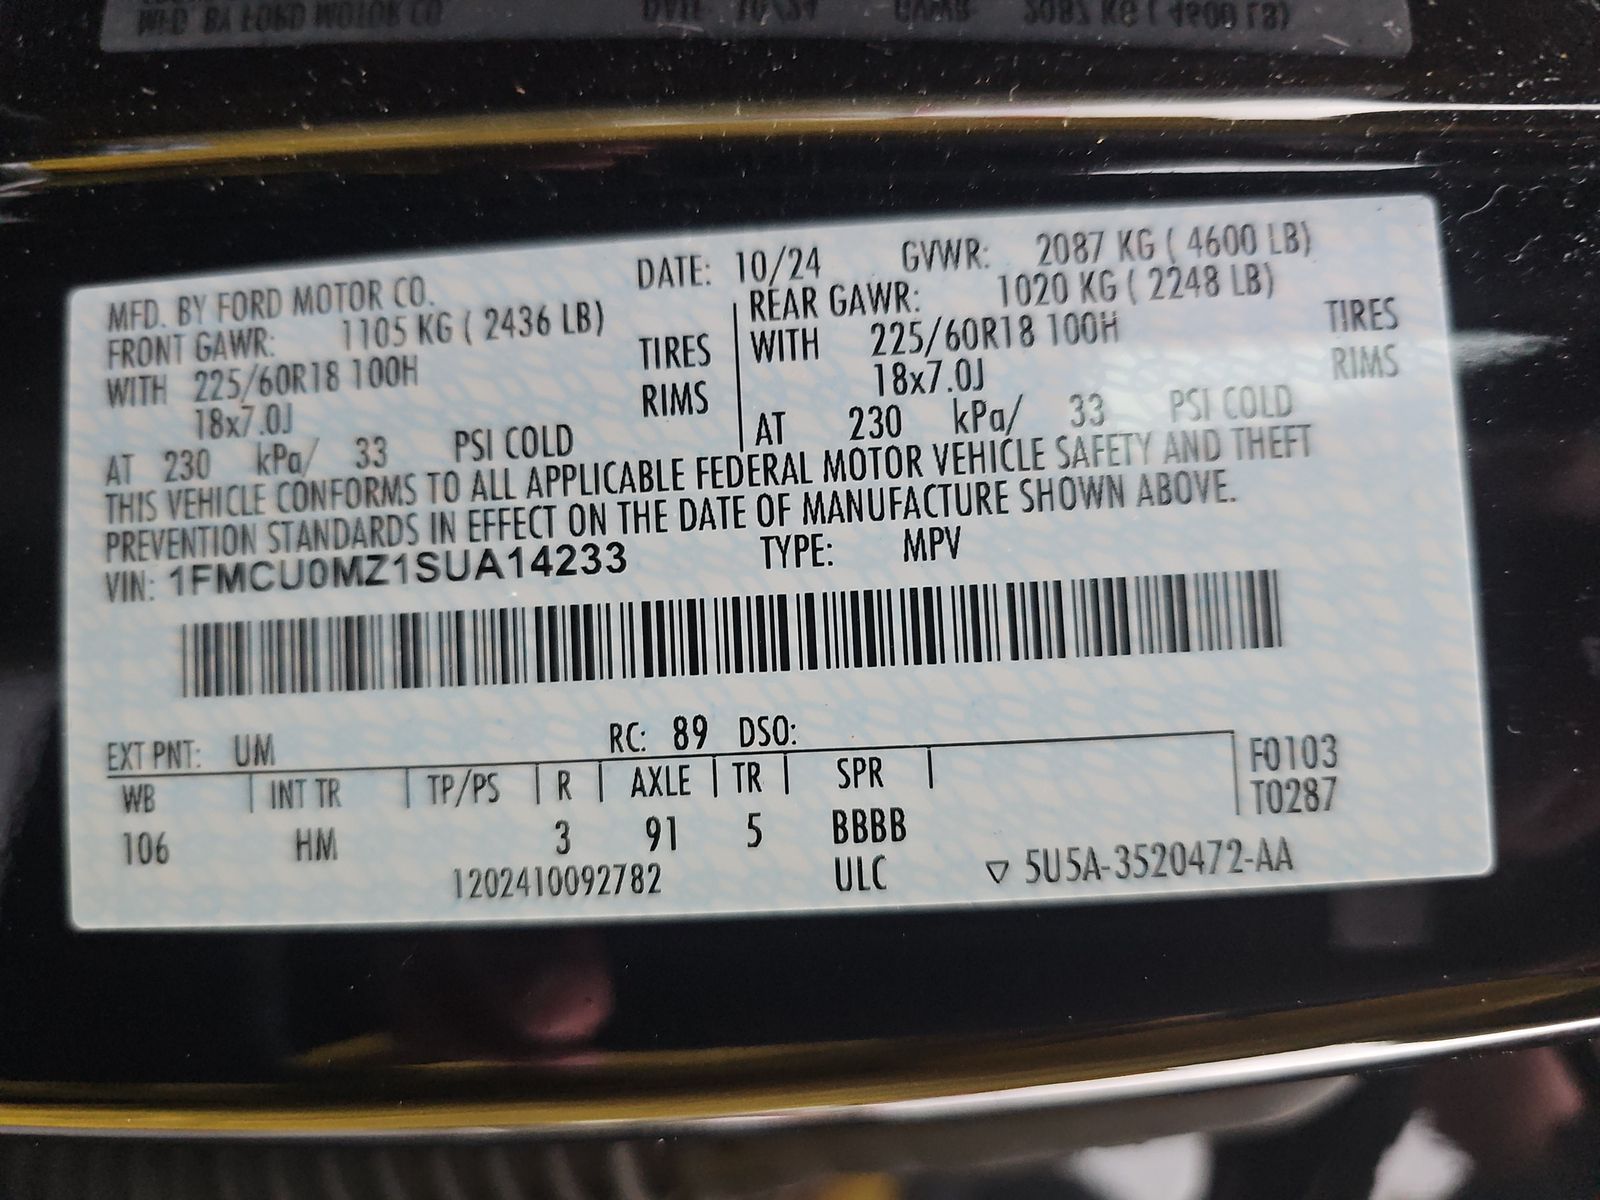 MFD. BY FORD MOTOR CO. DATE: 10/24 GVWR: 2087 KG ( 4600 LB)
FRONT GAWR: 1105 KG ( 2436 LB)
WITH 225/60R18 100H TIRES
18x7.0J RIMS
AT 230 kPa/ 33 PSI COLD
REAR GAWR: 1020 KG ( 2248 LB)
WITH 225/60R18 100H TIRES
18x7.0J RIMS
AT 230 kPa/ 33 PSI COLD
THIS VEHICLE CONFORMS TO ALL APPLICABLE FEDERAL MOTOR VEHICLE SAFETY AND THEFT
PREVENTION STANDARDS IN EFFECT ON THE DATE OF MANUFACTURE SHOWN ABOVE.
VIN: 1FMCU0MZ1SUA14233 TYPE: MPV
EXT PNT: UM RC: 89 DSO:
WB INT TR TP/PS R AXLE TR SPR F0103
T0287
106 HM 3 91 5 BBBB
1202410092782 ULC ▽ 5U5A-3520472-AA